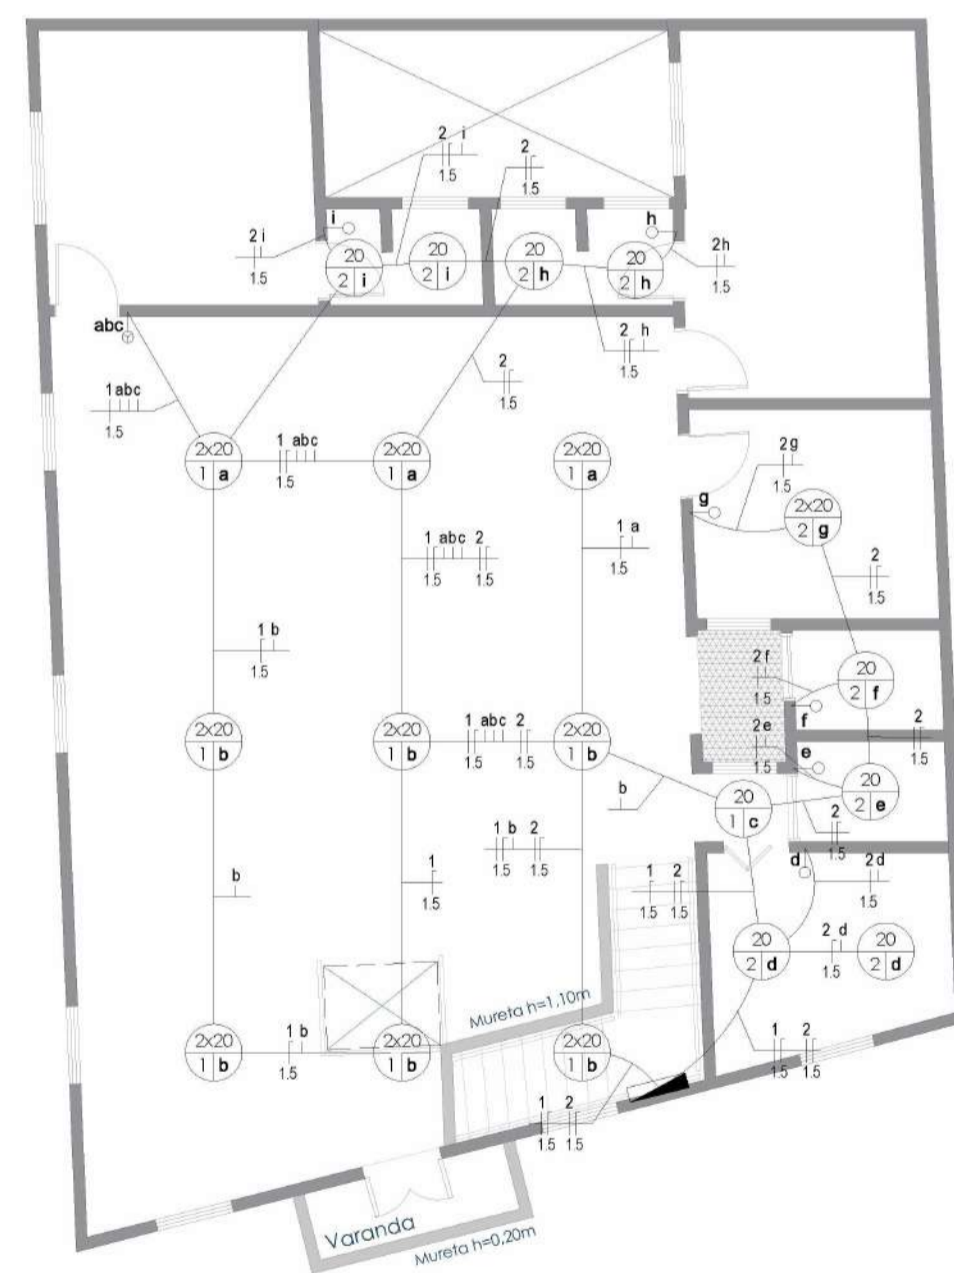 2 i
1.5
2
1.5
i
h
2 i
1.5
20
2 i
20
2 i
20
2 h
20
2 h
2h
1.5
abc
2 h
1.5
2
1.5
1abc
1.5
2x20
1 a
1 abc
1.5
2x20
1 a
2x20
1 a
2g
1.5
g
2x20
2 g
1 a
1.5
1 abc 2
1.5 1.5
2
1.5
1 b
1.5
2 f
1.5
20
2 f
f
2x20
1 b
2x20
1 b
1 abc 2
1.5 1.5
2x20
1 b
2e
1.5
e
2
1.5
b
20
1 c
20
2 e
2
1.5
1 b 2
1.5 1.5
b
1
1.5
1 2
1.5 1.5
d
2d
1.5
20
2 d
2 d
1.5
20
2 d
Mureta h=1,10m
2x20
1 b
1 b
1.5
2x20
1 b
2x20
1 b
1 2
1.5 1.5
1 2
1.5 1.5
Varanda
Mureta h=0,20m